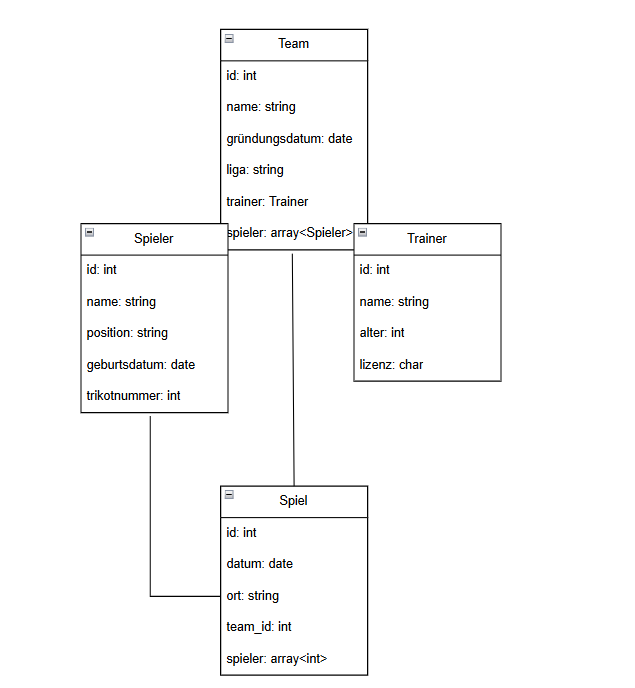 Team
id: int
name: string
gründungsdatum: date
liga: string
trainer: Trainer
spieler: array<Spieler>
Spieler
id: int
name: string
position: string
geburtsdatum: date
trikotnummer: int
Trainer
id: int
name: string
alter: int
lizenz: char
Spiel
id: int
datum: date
ort: string
team_id: int
spieler: array<int>